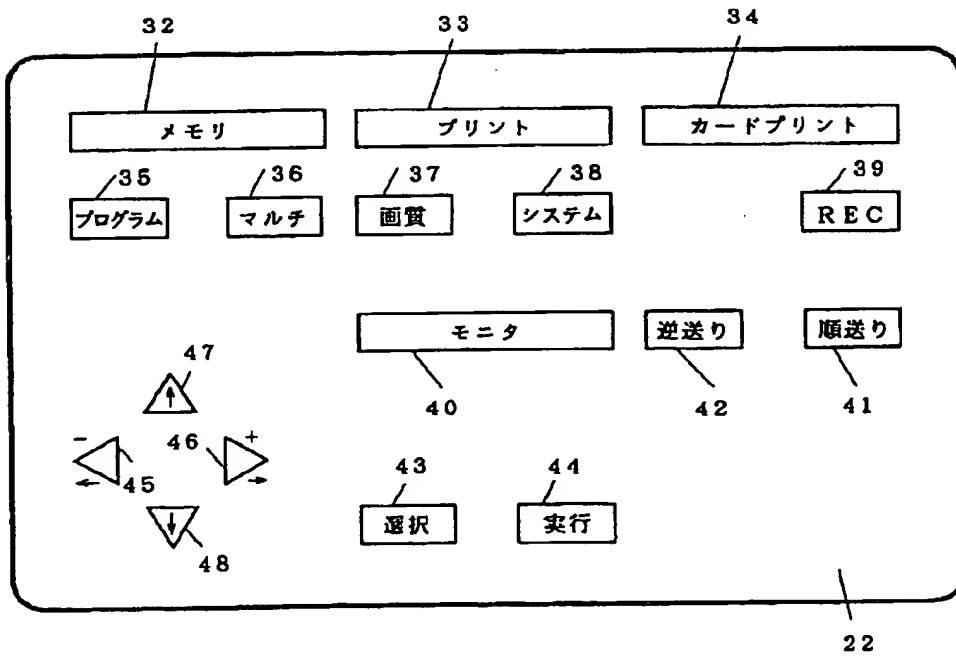 32 33 34
メモリ プリント カードプリント
35 36 37 38 39
プログラム マルチ 画質 システム REC
モニタ 逆送り 順送り
47 40 42 41
- 46 +
← 45 →
43 44
選択 実行
48
22